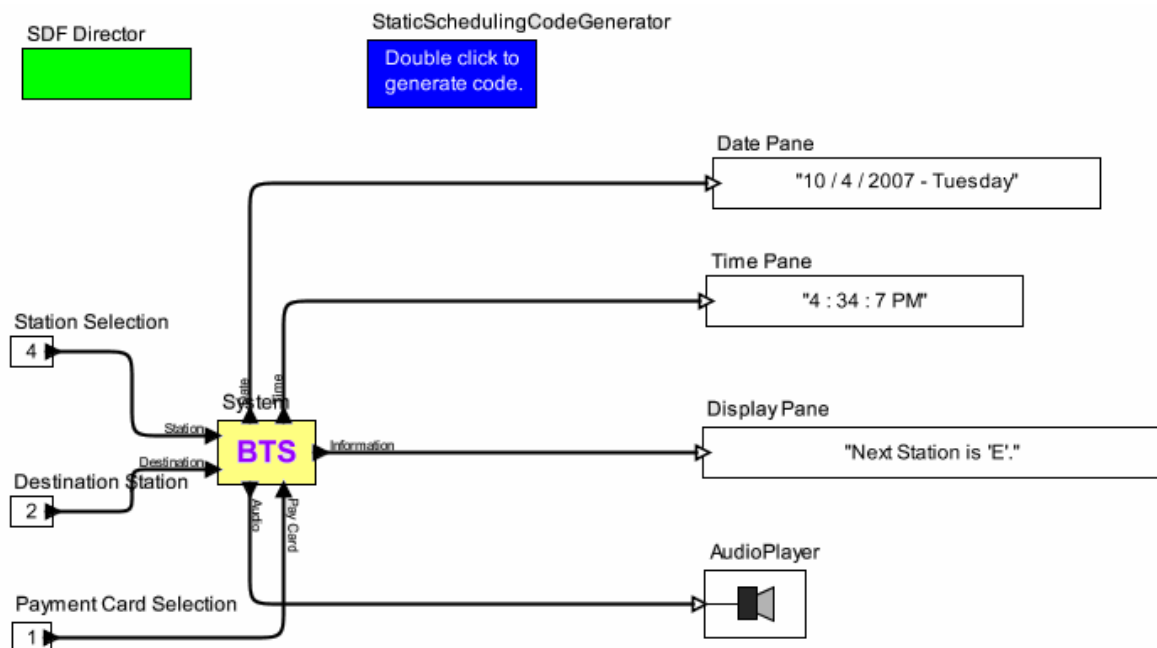 SDF Director
StaticSchedulingCodeGenerator
Double click to
generate code.
Date Pane
"10 / 4 / 2007 - Tuesday"
Time Pane
"4 : 34 : 7 PM"
Station Selection
4
Date
Time
System
Station
BTS
Information
Display Pane
"Next Station is 'E'."
Destination
Destination Station
2
Audio
Pay Card
AudioPlayer
Payment Card Selection
1